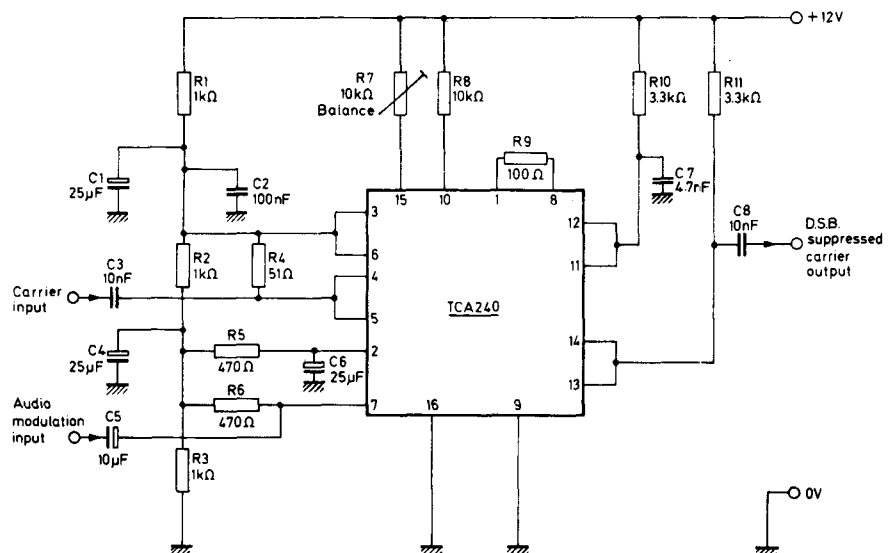 +12V
R1
1kΩ
R7
10kΩ
Balance
R8
10kΩ
R10
3.3kΩ
R11
3.3kΩ
R9
100Ω
C1
25µF
C2
100nF
C7
4.7nF
15
10
1
8
3
6
4
5
2
7
12
11
14
13
16
9
TCA240
C8
10nF
D.S.B.
suppressed
carrier
output
R2
1kΩ
R4
51Ω
C3
10nF
Carrier
input
C4
25µF
R5
470Ω
C6
25µF
R6
470Ω
Audio
modulation
input
C5
10µF
R3
1kΩ
0V